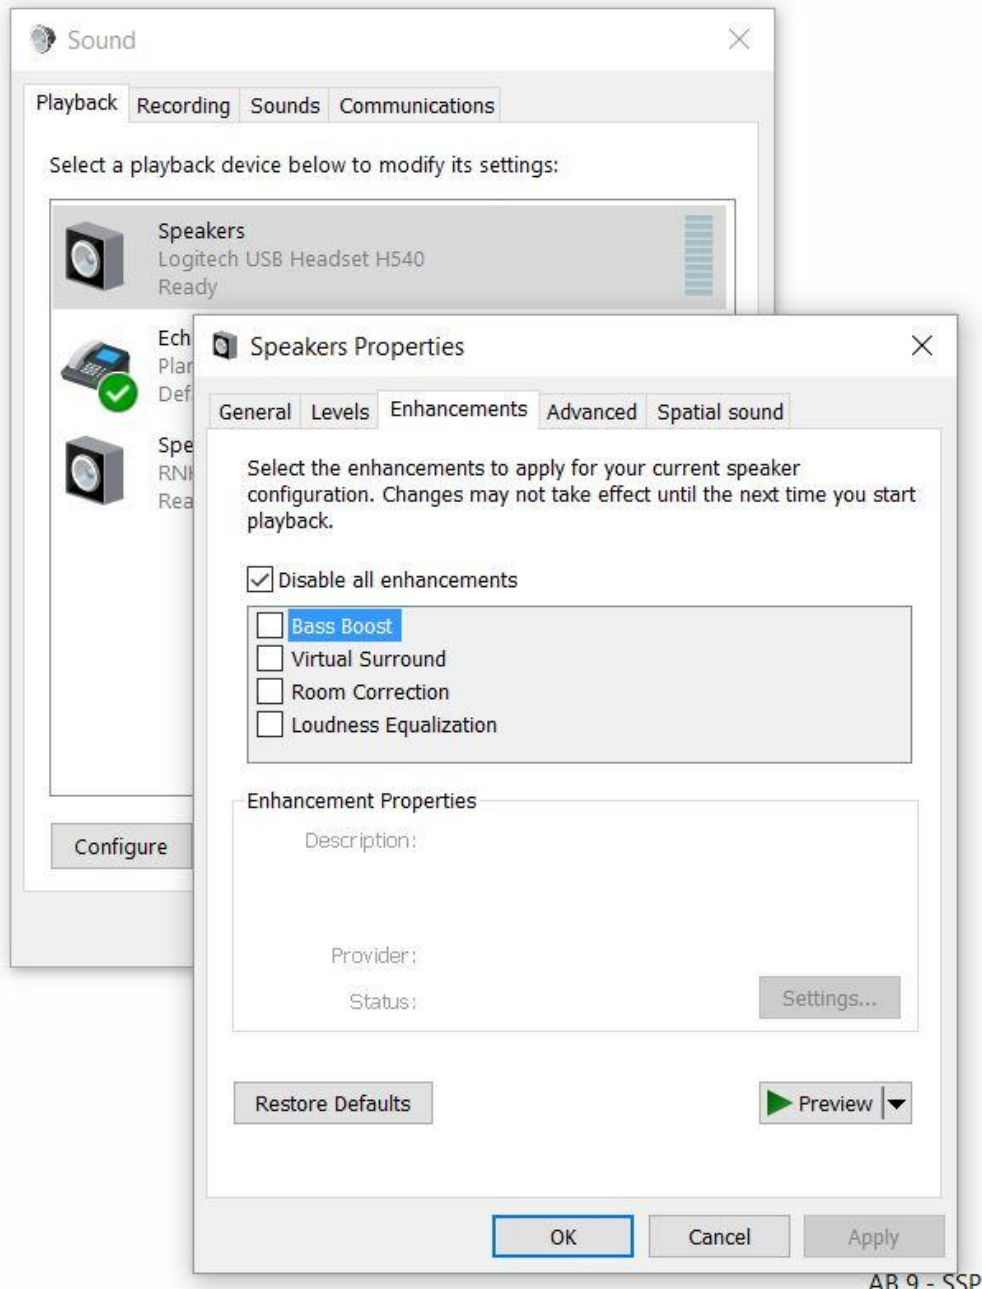 Sound
Playback
Recording
Sounds
Communications
Select a playback device below to modify its settings:
Speakers
Logitech USB Headset H540
Ready
Ech
Def
Spe
Rea
Configure
Speakers Properties
General
Levels
Enhancements
Advanced
Spatial sound
Select the enhancements to apply for your current speaker
configuration. Changes may not take effect until the next time you start
playback.
Disable all enhancements
Bass Boost
Virtual Surround
Room Correction
Loudness Equalization
Enhancement Properties
Description:
Provider:
Status:
Settings...
Restore Defaults
Preview
OK
Cancel
Apply
AB 9 - SSP